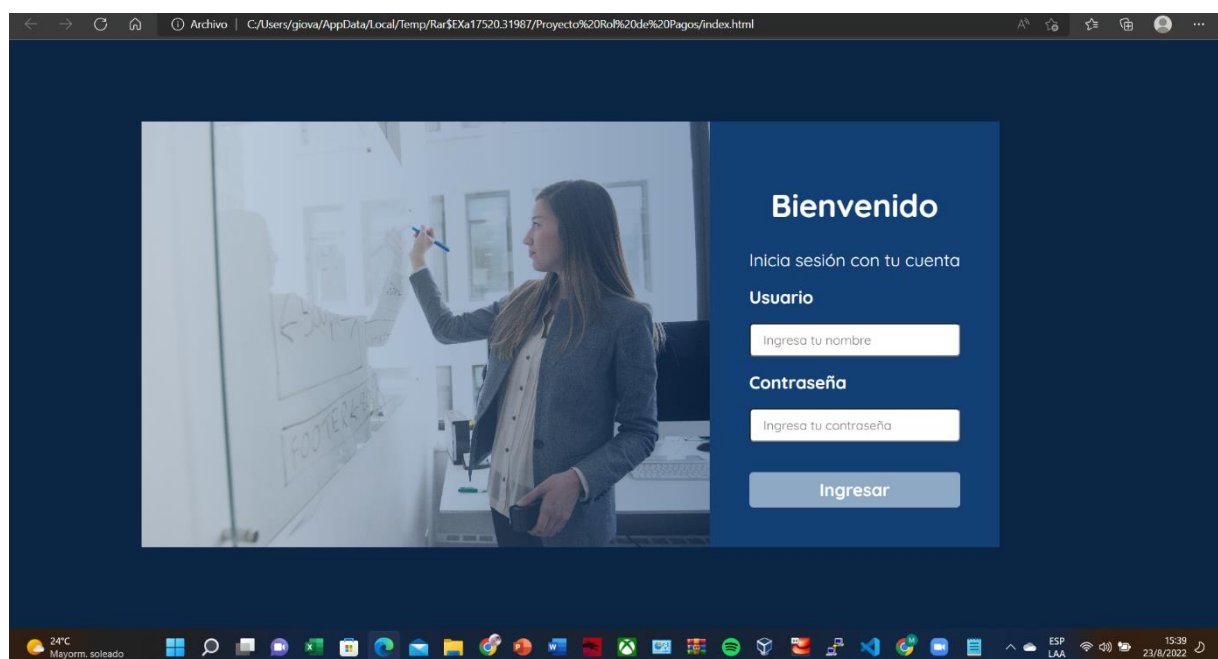 Archivo | C:/Users/giova/AppData/Local/Temp/Rar$EXa17520.31987/Proyecto%20Rol%20de%20Pagos/index.html
Bienvenido
Inicia sesión con tu cuenta
Usuario
Ingresa tu nombre
Contraseña
Ingresa tu contraseña
Ingresar
24°C
Mayorm. soleado
ESP
LAA
15:39
23/8/2022